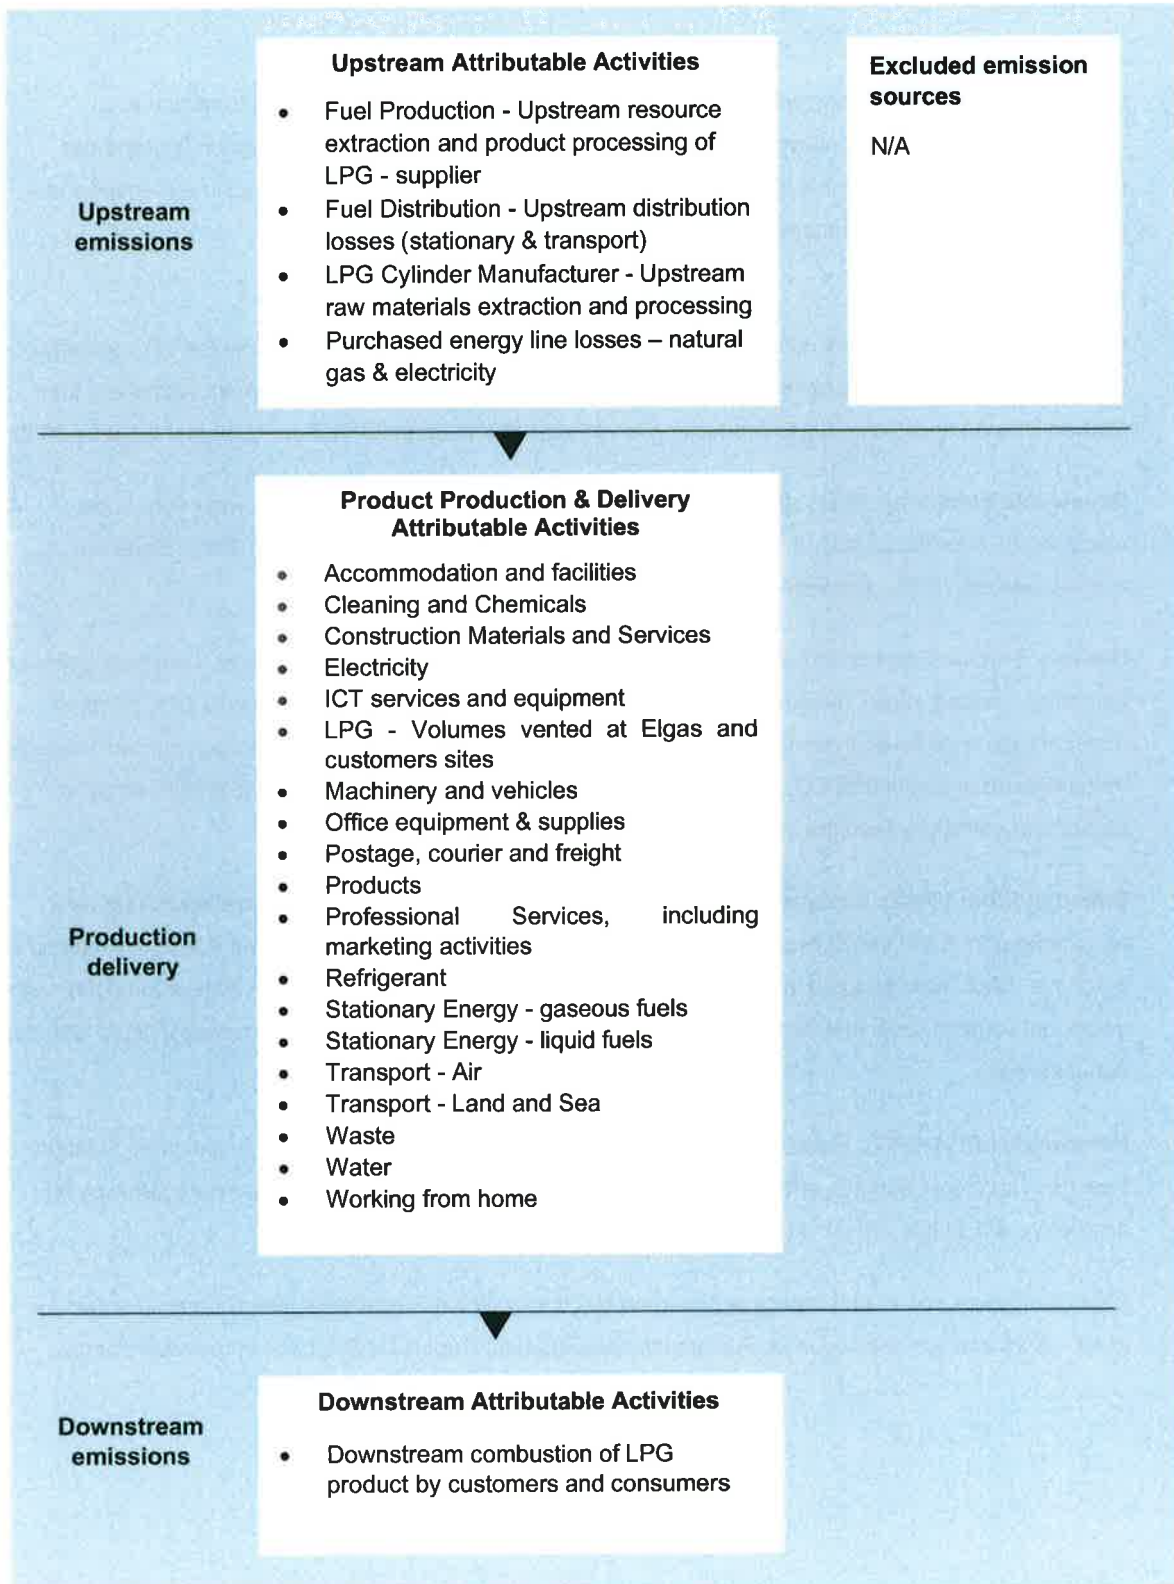 Upstream Attributable Activities
• Fuel Production - Upstream resource
extraction and product processing of
LPG - supplier
• Fuel Distribution - Upstream distribution
losses (stationary & transport)
• LPG Cylinder Manufacturer - Upstream
raw materials extraction and processing
• Purchased energy line losses – natural
gas & electricity
Excluded emission
sources
N/A
Upstream
emissions
Product Production & Delivery
Attributable Activities
• Accommodation and facilities
• Cleaning and Chemicals
• Construction Materials and Services
• Electricity
• ICT services and equipment
• LPG - Volumes vented at Elgas and
customers sites
• Machinery and vehicles
• Office equipment & supplies
• Postage, courier and freight
• Products
• Professional Services, including
marketing activities
• Refrigerant
• Stationary Energy - gaseous fuels
• Stationary Energy - liquid fuels
• Transport - Air
• Transport - Land and Sea
• Waste
• Water
• Working from home
Production
delivery
Downstream Attributable Activities
• Downstream combustion of LPG
product by customers and consumers
Downstream
emissions